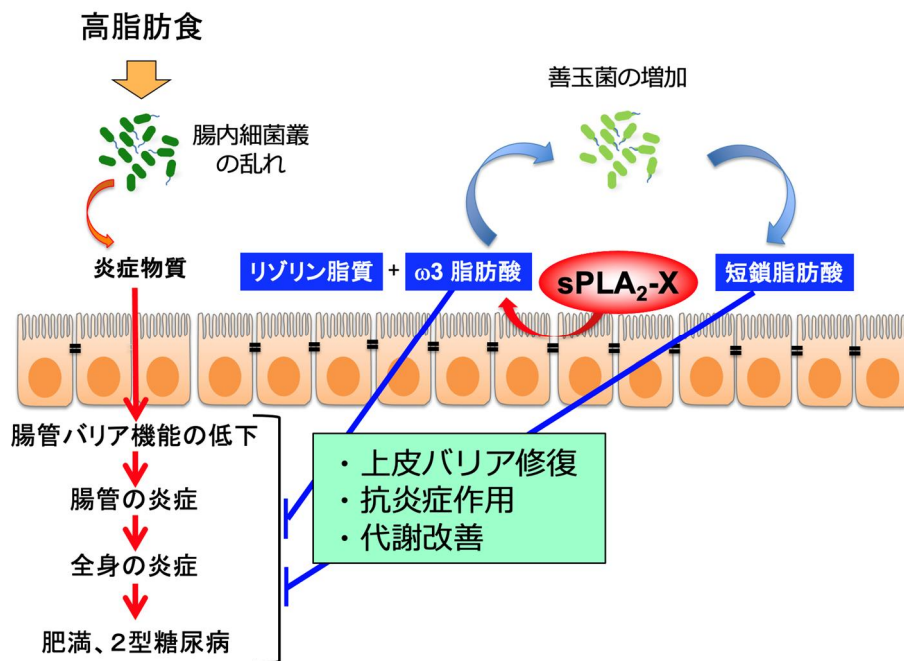 高脂肪食
腸内細菌叢
の乱れ
炎症物質
善玉菌の増加
リゾリン脂質 + ω3 脂肪酸
sPLA₂-X
短鎖脂肪酸
腸管バリア機能の低下
腸管の炎症
全身の炎症
肥満、２型糖尿病
・上皮バリア修復
・抗炎症作用
・代謝改善